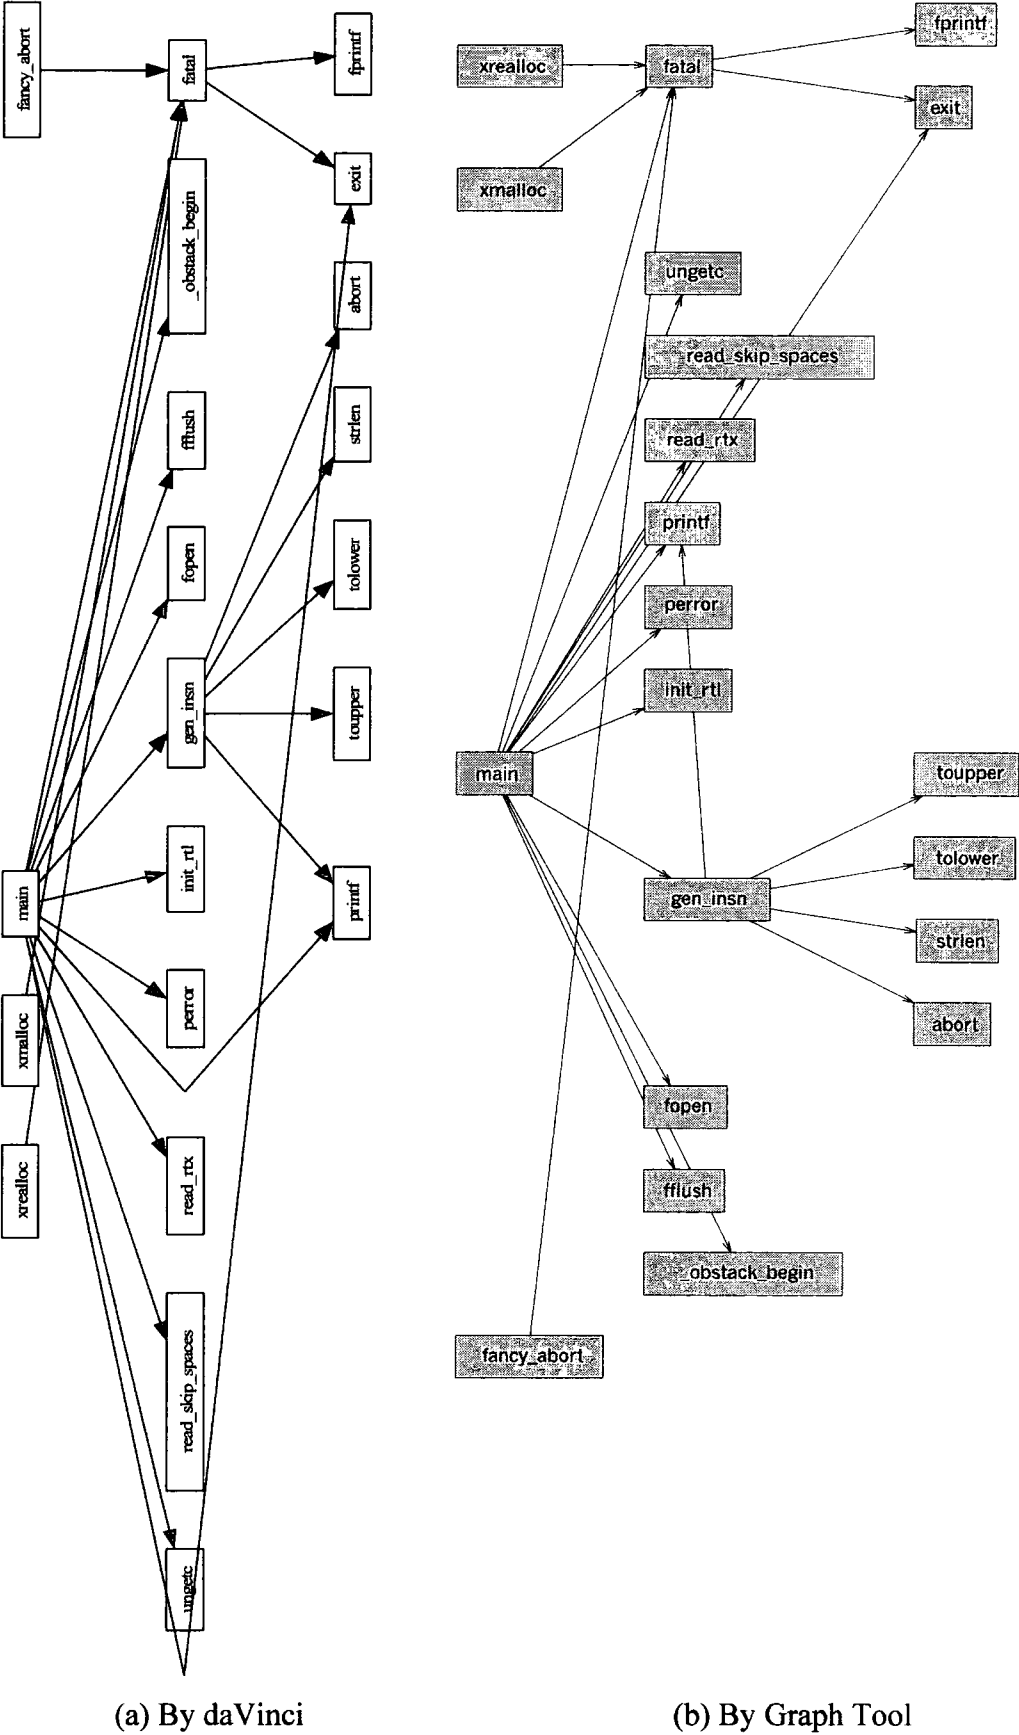 fancy_abort
main
xmalloc
xrealloc
fatal
_obstack_begin
fflush
fopen
gen_insn
init_rtl
perror
read_rtx
read_skip_spaces
ungetc
fprintf
exit
abort
strlen
tolower
toupper
printf
(a) By daVinci
xrealloc
xmalloc
main
fancy_abort
fatal
ungetc
read_skip_spaces
read_rtx
printf
perror
init_rtl
gen_insn
fopen
fflush
_obstack_begin
fprintf
exit
toupper
tolower
strlen
abort
(b) By Graph Tool